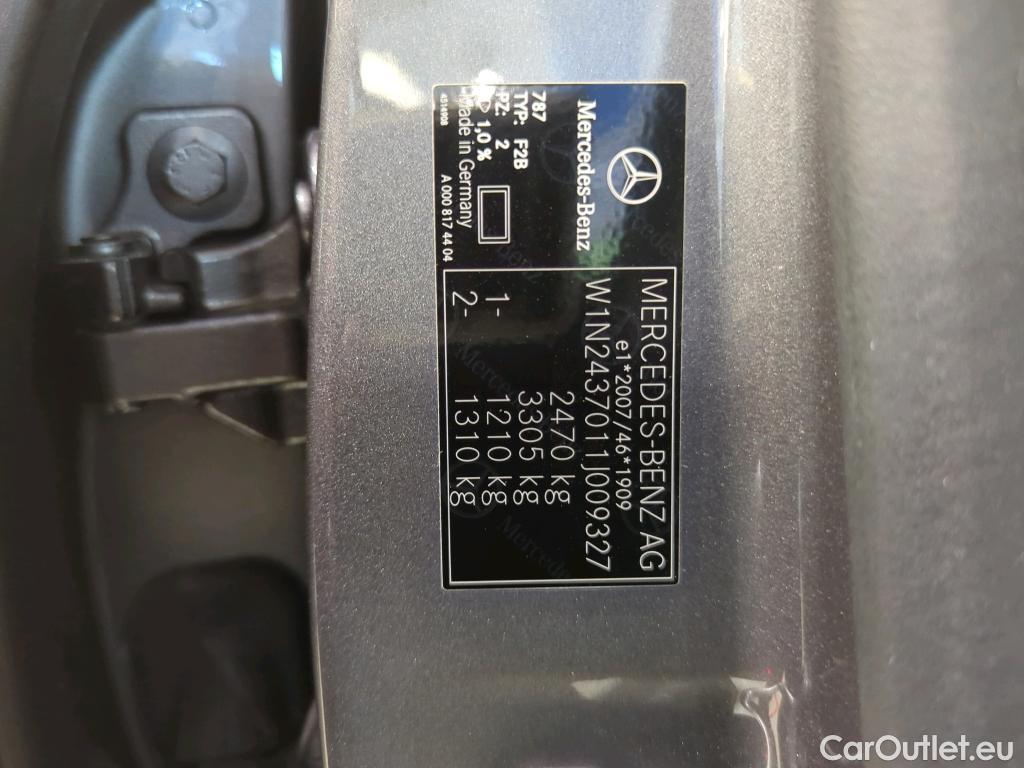 MERCEDES-BENZ AG
e1*2007/46*1909
W1N2437011J009327
2470 kg
3305 kg
1- 1210 kg
2- 1310 kg
Mercedes-Benz
787
TYP: F2B
PZ: 2
1,0 %
Made in Germany
4514908
A 000 817 44 04
CarOutlet.eu